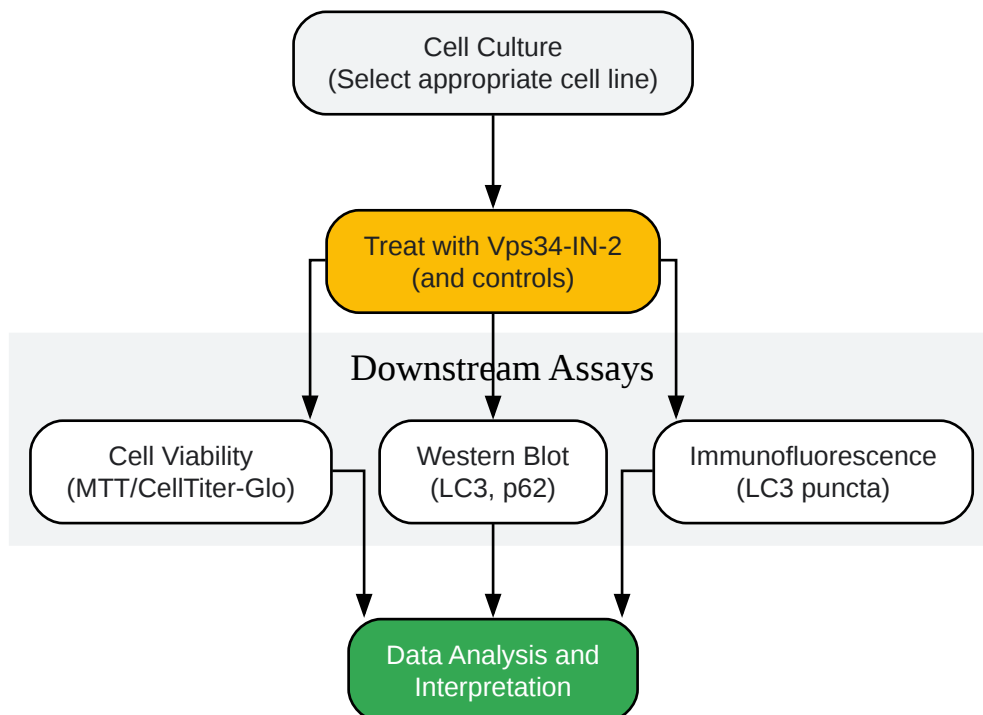 Cell Culture
(Select appropriate cell line)
Treat with Vps34-IN-2
(and controls)
Downstream Assays
Cell Viability
(MTT/CellTiter-Glo)
Western Blot
(LC3, p62)
Immunofluorescence
(LC3 puncta)
Data Analysis and
Interpretation